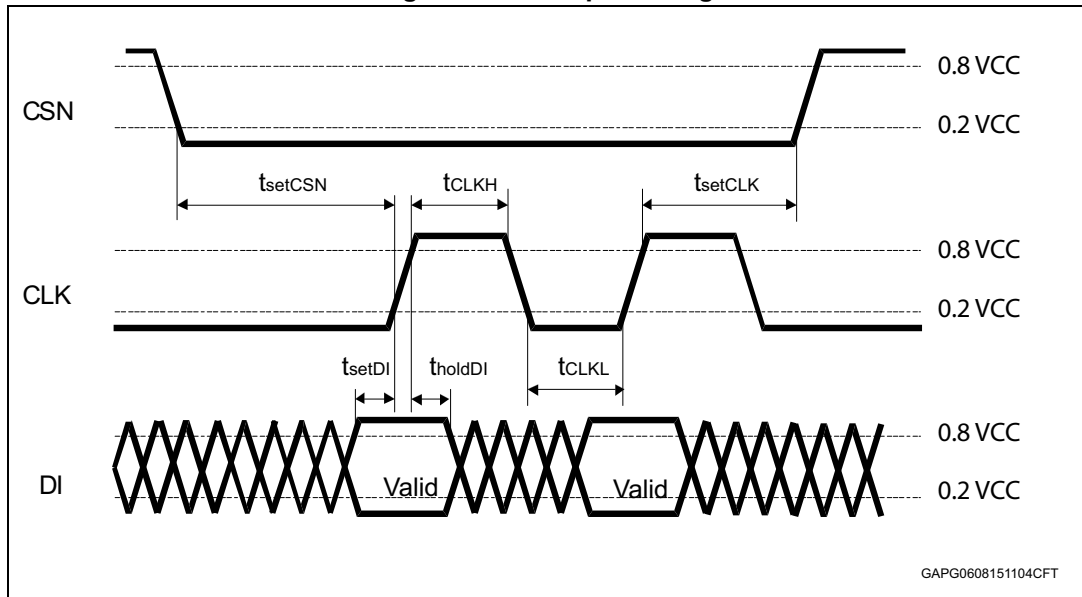 0.8 VCC
CSN
0.2 VCC
tsetCSN
tCLKH
tsetCLK
0.8 VCC
CLK
0.2 VCC
tsetDI
tholdDI
tCLKL
0.8 VCC
DI
Valid
Valid
0.2 VCC
GAPG0608151104CFT